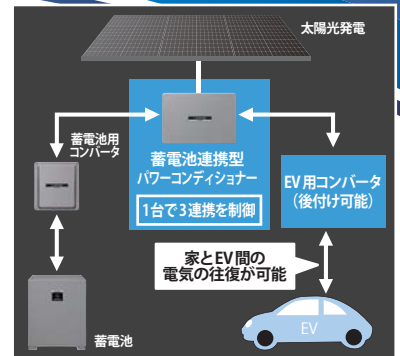 太陽光発電
蓄電池用
コンバータ
蓄電池連携型
パワーコンディショナー
1台で3連携を制御
EV用コンバータ
（後付け可能）
家とEV間の
電気の往復が可能
蓄電池
EV